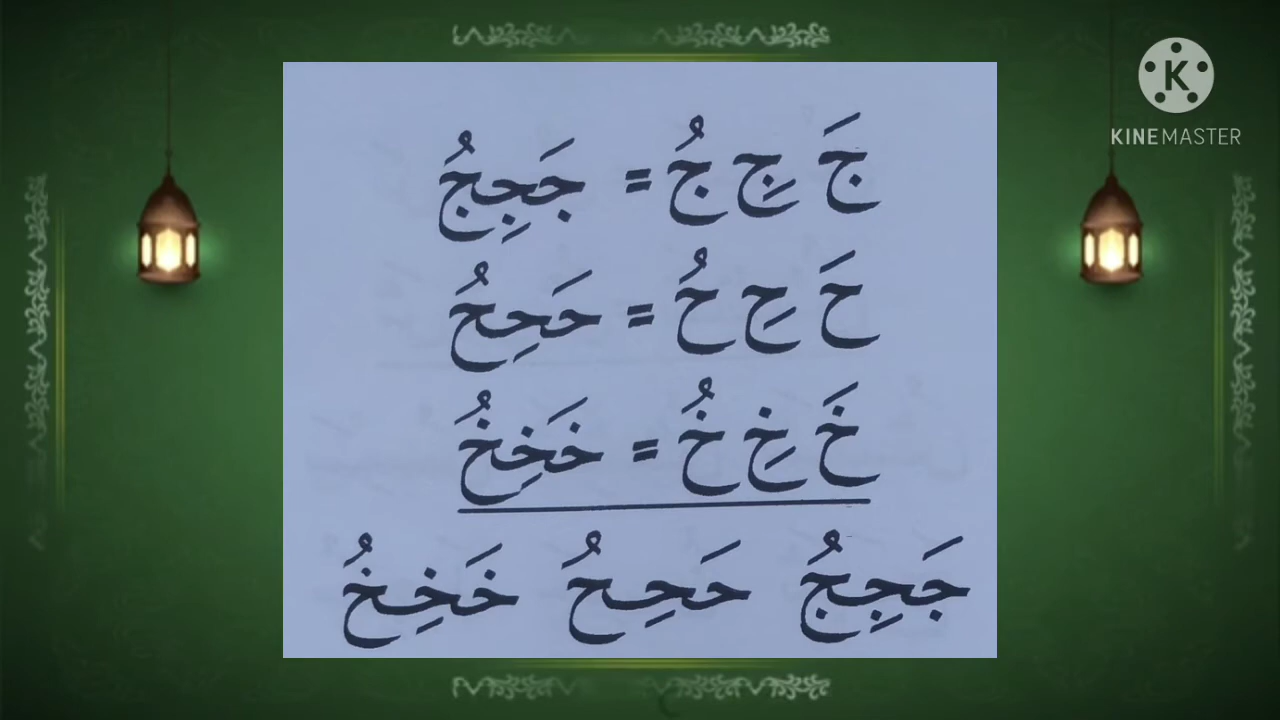 KINEMASTER
جَ جِ جُ = جَجِجُ
حَ حِ حُ = حَحِحُ
خَ خِ خُ = خَخِخُ
جَجِجُ حَحِحُ خَخِخُ